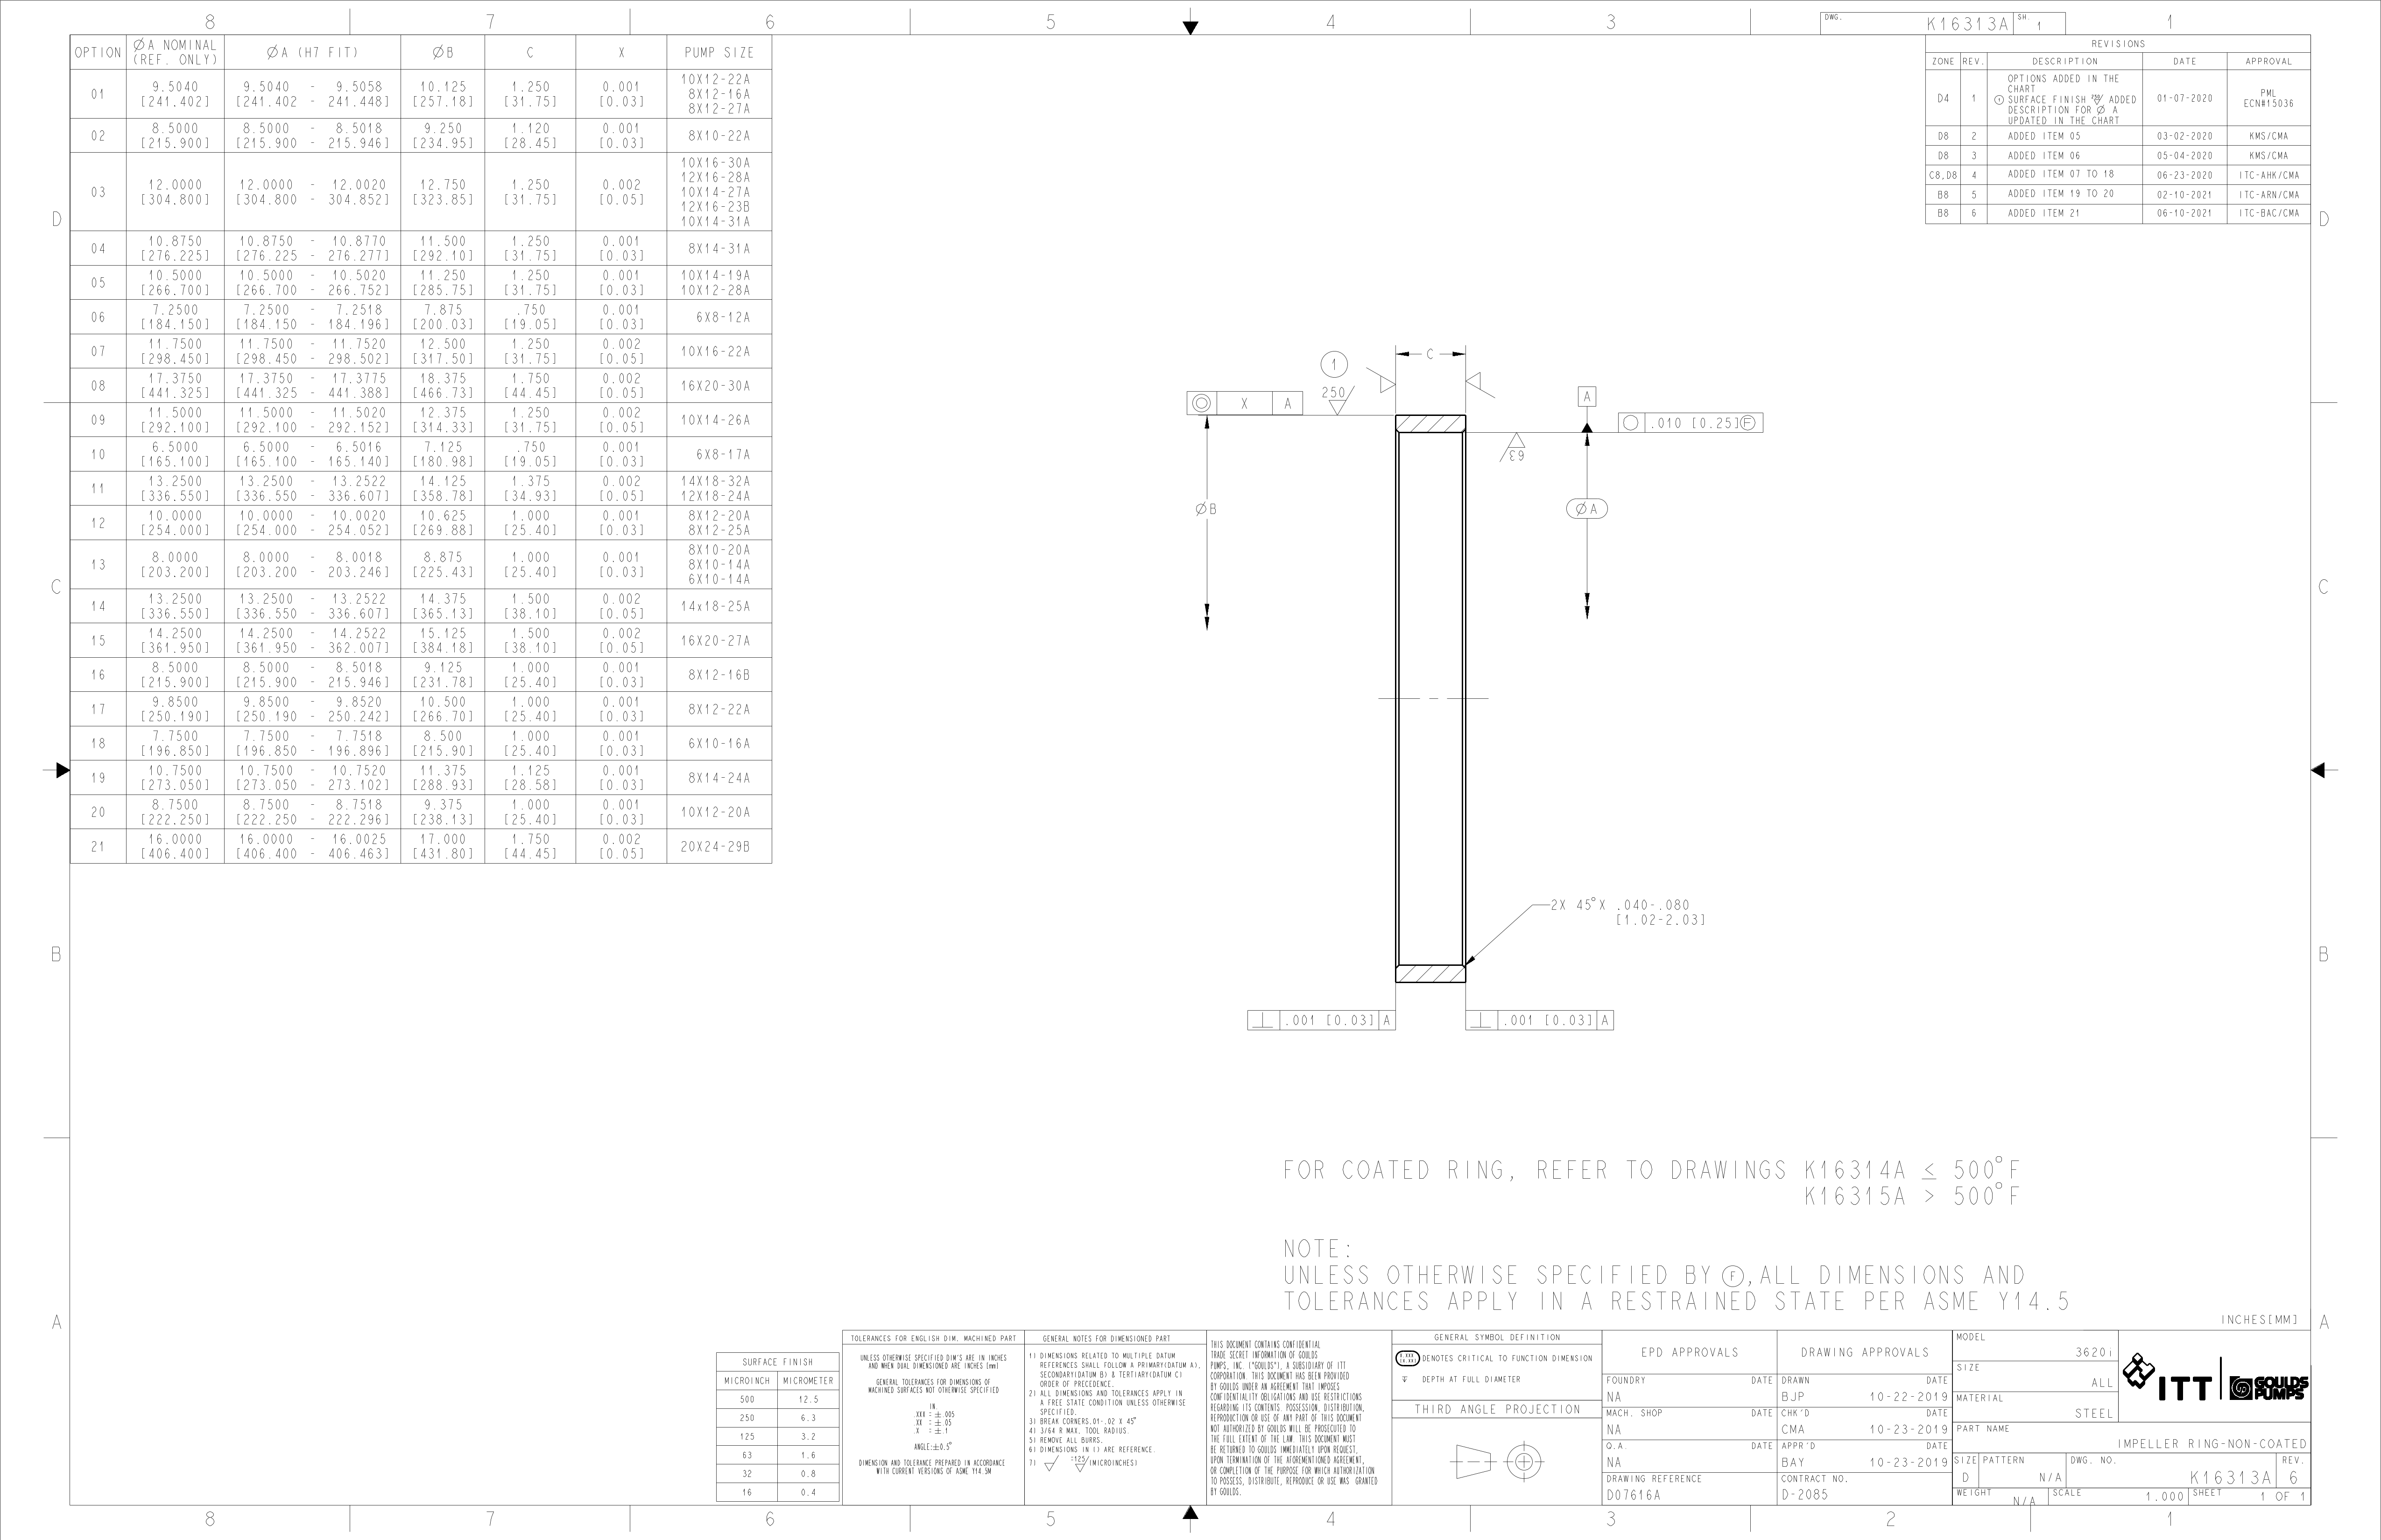 8 7 6 5 4 3 1
DWG. K16313A SH. 1
OPTION ØA NOMINAL (REF. ONLY) ØA (H7 FIT) ØB C X PUMP SIZE
01 9.5040 [241.402] 9.5040 - 9.5058 [241.402 - 241.448] 10.125 [257.18] 1.250 [31.75] 0.001 [0.03] 10X12-22A 8X12-16A 8X12-27A
02 8.5000 [215.900] 8.5000 - 8.5018 [215.900 - 215.946] 9.250 [234.95] 1.120 [28.45] 0.001 [0.03] 8X10-22A
03 12.0000 [304.800] 12.0000 - 12.0020 [304.800 - 304.852] 12.750 [323.85] 1.250 [31.75] 0.002 [0.05] 10X16-30A 12X16-28A 10X14-27A 12X16-23B 10X14-31A
04 10.8750 [276.225] 10.8750 - 10.8770 [276.225 - 276.277] 11.500 [292.10] 1.250 [31.75] 0.001 [0.03] 8X14-31A
05 10.5000 [266.700] 10.5000 - 10.5020 [266.700 - 266.752] 11.250 [285.75] 1.250 [31.75] 0.001 [0.03] 10X14-19A 10X12-28A
06 7.2500 [184.150] 7.2500 - 7.2518 [184.150 - 184.196] 7.875 [200.03] .750 [19.05] 0.001 [0.03] 6X8-12A
07 11.7500 [298.450] 11.7500 - 11.7520 [298.450 - 298.502] 12.500 [317.50] 1.250 [31.75] 0.002 [0.05] 10X16-22A
08 17.3750 [441.325] 17.3750 - 17.3775 [441.325 - 441.388] 18.375 [466.73] 1.750 [44.45] 0.002 [0.05] 16X20-30A
09 11.5000 [292.100] 11.5000 - 11.5020 [292.100 - 292.152] 12.375 [314.33] 1.250 [31.75] 0.002 [0.05] 10X14-26A
10 6.5000 [165.100] 6.5000 - 6.5016 [165.100 - 165.140] 7.125 [180.98] .750 [19.05] 0.001 [0.03] 6X8-17A
11 13.2500 [336.550] 13.2500 - 13.2522 [336.550 - 336.607] 14.125 [358.78] 1.375 [34.93] 0.002 [0.05] 14X18-32A 12X18-24A
12 10.0000 [254.000] 10.0000 - 10.0020 [254.000 - 254.052] 10.625 [269.88] 1.000 [25.40] 0.001 [0.03] 8X12-20A 8X12-25A
13 8.0000 [203.200] 8.0000 - 8.0018 [203.200 - 203.246] 8.875 [225.43] 1.000 [25.40] 0.001 [0.03] 8X10-20A 8X10-14A 6X10-14A
14 13.2500 [336.550] 13.2500 - 13.2522 [336.550 - 336.607] 14.375 [365.13] 1.500 [38.10] 0.002 [0.05] 14x18-25A
15 14.2500 [361.950] 14.2500 - 14.2522 [361.950 - 362.007] 15.125 [384.18] 1.500 [38.10] 0.002 [0.05] 16X20-27A
16 8.5000 [215.900] 8.5000 - 8.5018 [215.900 - 215.946] 9.125 [231.78] 1.000 [25.40] 0.001 [0.03] 8X12-16B
17 9.8500 [250.190] 9.8500 - 9.8520 [250.190 - 250.242] 10.500 [266.70] 1.000 [25.40] 0.001 [0.03] 8X12-22A
18 7.7500 [196.850] 7.7500 - 7.7518 [196.850 - 196.896] 8.500 [215.90] 1.000 [25.40] 0.001 [0.03] 6X10-16A
19 10.7500 [273.050] 10.7500 - 10.7520 [273.050 - 273.102] 11.375 [288.93] 1.125 [28.58] 0.001 [0.03] 8X14-24A
20 8.7500 [222.250] 8.7500 - 8.7518 [222.250 - 222.296] 9.375 [238.13] 1.000 [25.40] 0.001 [0.03] 10X12-20A
21 16.0000 [406.400] 16.0000 - 16.0025 [406.400 - 406.463] 17.000 [431.80] 1.750 [44.45] 0.002 [0.05] 20X24-29B
REVISIONS
ZONE REV. DESCRIPTION DATE APPROVAL
D4 1 OPTIONS ADDED IN THE
CHART
① SURFACE FINISH 250 ADDED
DESCRIPTION FOR Ø A
UPDATED IN THE CHART 01-07-2020 PML ECN#15036
D8 2 ADDED ITEM 05 03-02-2020 KMS/CMA
D8 3 ADDED ITEM 06 05-04-2020 KMS/CMA
C8,D8 4 ADDED ITEM 07 TO 18 06-23-2020 ITC-AHK/CMA
B8 5 ADDED ITEM 19 TO 20 02-10-2021 ITC-ARN/CMA
B8 6 ADDED ITEM 21 06-10-2021 ITC-BAC/CMA
D D
C C
B B
A A
C
1
250
◎ X A
A
○ .010 [0.25]Ⓕ
63
ØB
ØA
2X 45°X .040-.080
[1.02-2.03]
⊥ .001 [0.03] A
⊥ .001 [0.03] A
FOR COATED RING, REFER TO DRAWINGS K16314A ≤ 500°F
K16315A > 500°F
NOTE:
UNLESS OTHERWISE SPECIFIED BY Ⓕ,ALL DIMENSIONS AND
TOLERANCES APPLY IN A RESTRAINED STATE PER ASME Y14.5
INCHES[MM]
SURFACE FINISH
MICROINCH MICROMETER
500 12.5
250 6.3
125 3.2
63 1.6
32 0.8
16 0.4
TOLERANCES FOR ENGLISH DIM. MACHINED PART
UNLESS OTHERWISE SPECIFIED DIM'S ARE IN INCHES
AND WHEN DUAL DIMENSIONED ARE INCHES [mm]
GENERAL TOLERANCES FOR DIMENSIONS OF
MACHINED SURFACES NOT OTHERWISE SPECIFIED
IN.
.XXX = ± .005
.XX = ± .05
.X = ± .1
ANGLE:±0.5°
DIMENSION AND TOLERANCE PREPARED IN ACCORDANCE
WITH CURRENT VERSIONS OF ASME Y14.5M
GENERAL NOTES FOR DIMENSIONED PART
1) DIMENSIONS RELATED TO MULTIPLE DATUM
REFERENCES SHALL FOLLOW A PRIMARY(DATUM A),
SECONDARY(DATUM B) & TERTIARY(DATUM C)
ORDER OF PRECEDENCE.
2) ALL DIMENSIONS AND TOLERANCES APPLY IN
A FREE STATE CONDITION UNLESS OTHERWISE
SPECIFIED.
3) BREAK CORNERS.01-.02 X 45°
4) 3/64 R MAX. TOOL RADIUS.
5) REMOVE ALL BURRS.
6) DIMENSIONS IN () ARE REFERENCE.
7) =125 (MICROINCHES)
THIS DOCUMENT CONTAINS CONFIDENTIAL
TRADE SECRET INFORMATION OF GOULDS
PUMPS, INC. ("GOULDS"), A SUBSIDIARY OF ITT
CORPORATION. THIS DOCUMENT HAS BEEN PROVIDED
BY GOULDS UNDER AN AGREEMENT THAT IMPOSES
CONFIDENTIALITY OBLIGATIONS AND USE RESTRICTIONS
REGARDING ITS CONTENTS. POSSESSION, DISTRIBUTION,
REPRODUCTION OR USE OF ANY PART OF THIS DOCUMENT
NOT AUTHORIZED BY GOULDS WILL BE PROSECUTED TO
THE FULL EXTENT OF THE LAW. THIS DOCUMENT MUST
BE RETURNED TO GOULDS IMMEDIATELY UPON REQUEST,
UPON TERMINATION OF THE AFOREMENTIONED AGREEMENT,
OR COMPLETION OF THE PURPOSE FOR WHICH AUTHORIZATION
TO POSSESS, DISTRIBUTE, REPRODUCE OR USE WAS GRANTED
BY GOULDS.
GENERAL SYMBOL DEFINITION
X.XXX [X.XX] DENOTES CRITICAL TO FUNCTION DIMENSION
DEPTH AT FULL DIAMETER
THIRD ANGLE PROJECTION
EPD APPROVALS
FOUNDRY DATE
NA
MACH. SHOP DATE
NA
Q.A. DATE
NA
DRAWING REFERENCE
D07616A
DRAWING APPROVALS
DRAWN DATE
BJP 10-22-2019
CHK'D DATE
CMA 10-23-2019
APPR'D DATE
BAY 10-23-2019
CONTRACT NO.
D-2085
MODEL
3620i
SIZE
ALL
MATERIAL
STEEL
ITT GOULDS PUMPS
PART NAME
IMPELLER RING-NON-COATED
SIZE D PATTERN N/A DWG. NO. K16313A REV. 6
WEIGHT N/A SCALE 1.000 SHEET 1 OF 1
8 7 6 5 4 3 2 1